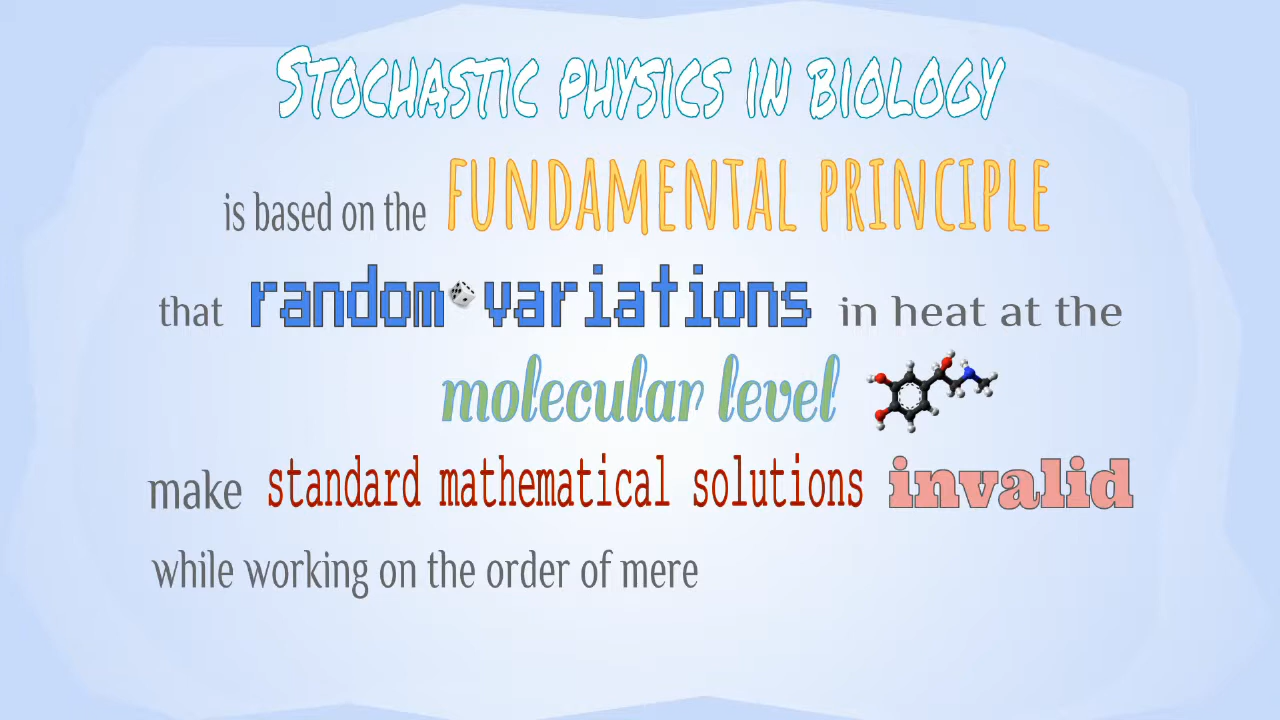 Stochastic physics in biology
is based on the FUNDAMENTAL PRINCIPLE
that random variations in heat at the
molecular level
make standard mathematical solutions invalid
while working on the order of mere